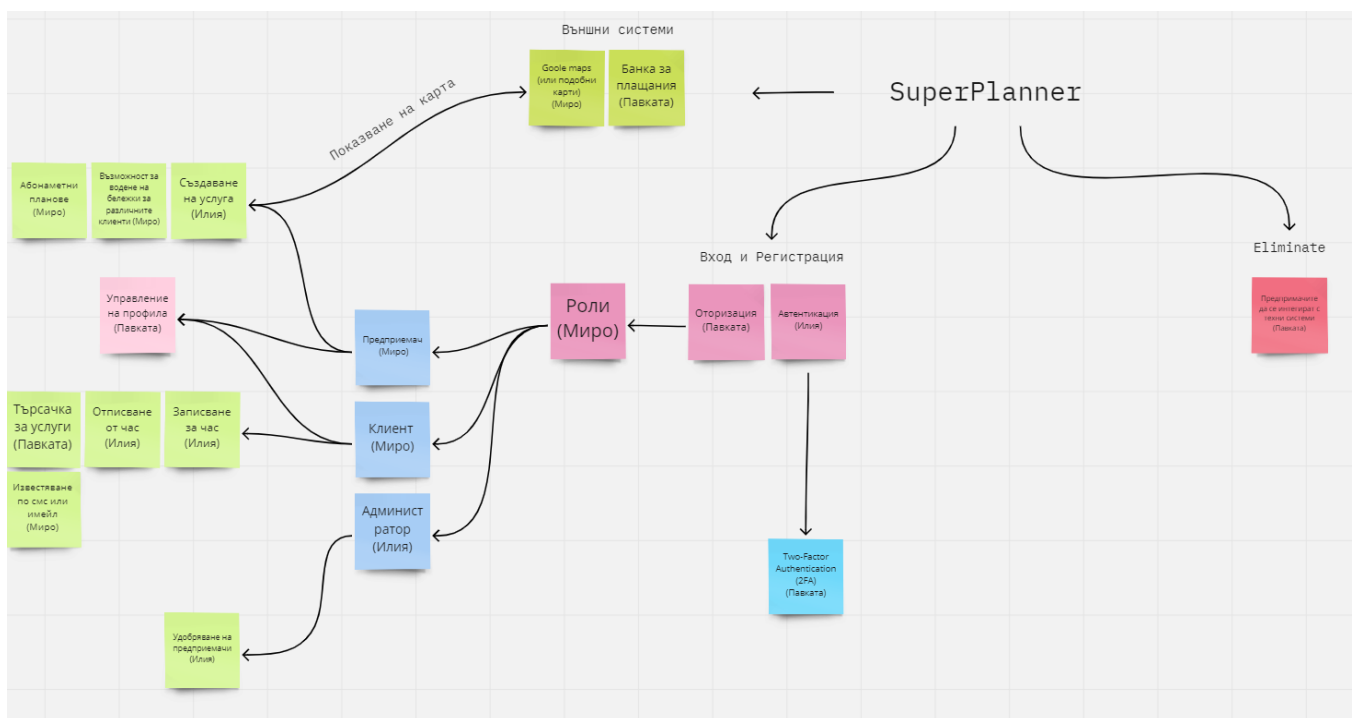 Външни системи
Goole maps
(или подобни
карти)
(Миро)
Банка за
плащания
(Павката)
SuperPlanner
Показване на карта
Абонаметни
планове
(Миро)
Възможност за
водене на
бележки за
различните
клиенти (Миро)
Създаване
на услуга
(Илия)
Вход и Регистрация
Eliminate
Управление
на профила
(Павката)
Предприемач
(Миро)
Роли
(Миро)
Оторизация
(Павката)
Автентикация
(Илия)
Предпримачите
да се интегират с
техни системи
(Павката)
Търсачка
за услуги
(Павката)
Отписване
от час
(Илия)
Записване
за час
(Илия)
Клиент
(Миро)
Известяване
по смс или
имейл
(Миро)
Админист
ратор
(Илия)
Two-Factor
Authentication
(2FA)
(Павката)
Удобряване на
предприемачи
(Илия)